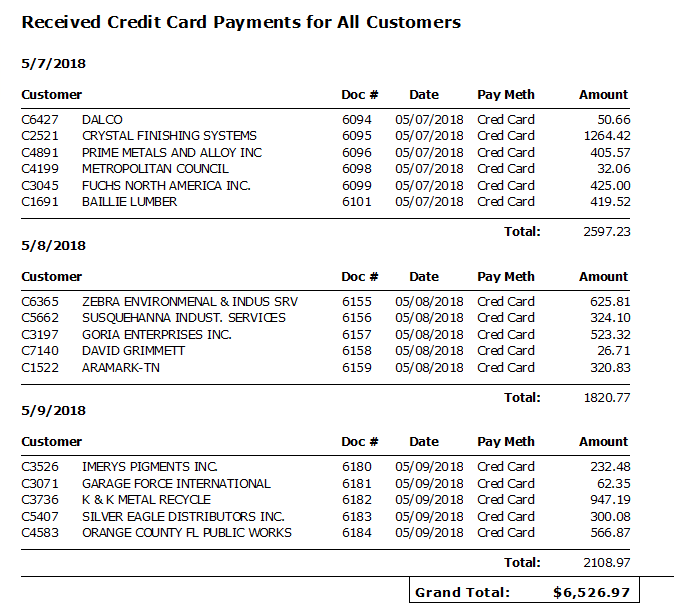 Received Credit Card Payments for All Customers
5/7/2018
Customer Doc # Date Pay Meth Amount
C6427 DALCO 6094 05/07/2018 Cred Card 50.66
C2521 CRYSTAL FINISHING SYSTEMS 6095 05/07/2018 Cred Card 1264.42
C4891 PRIME METALS AND ALLOY INC 6096 05/07/2018 Cred Card 405.57
C4199 METROPOLITAN COUNCIL 6098 05/07/2018 Cred Card 32.06
C3045 FUCHS NORTH AMERICA INC. 6099 05/07/2018 Cred Card 425.00
C1691 BAILLIE LUMBER 6101 05/07/2018 Cred Card 419.52
Total: 2597.23
5/8/2018
Customer Doc # Date Pay Meth Amount
C6365 ZEBRA ENVIRONMENAL & INDUS SRV 6155 05/08/2018 Cred Card 625.81
C5662 SUSQUEHANNA INDUST. SERVICES 6156 05/08/2018 Cred Card 324.10
C3197 GORIA ENTERPRISES INC. 6157 05/08/2018 Cred Card 523.32
C7140 DAVID GRIMMETT 6158 05/08/2018 Cred Card 26.71
C1522 ARAMARK-TN 6159 05/08/2018 Cred Card 320.83
Total: 1820.77
5/9/2018
Customer Doc # Date Pay Meth Amount
C3526 IMERYS PIGMENTS INC. 6180 05/09/2018 Cred Card 232.48
C3071 GARAGE FORCE INTERNATIONAL 6181 05/09/2018 Cred Card 62.35
C3736 K & K METAL RECYCLE 6182 05/09/2018 Cred Card 947.19
C5407 SILVER EAGLE DISTRIBUTORS INC. 6183 05/09/2018 Cred Card 300.08
C4583 ORANGE COUNTY FL PUBLIC WORKS 6184 05/09/2018 Cred Card 566.87
Total: 2108.97
Grand Total: $6,526.97